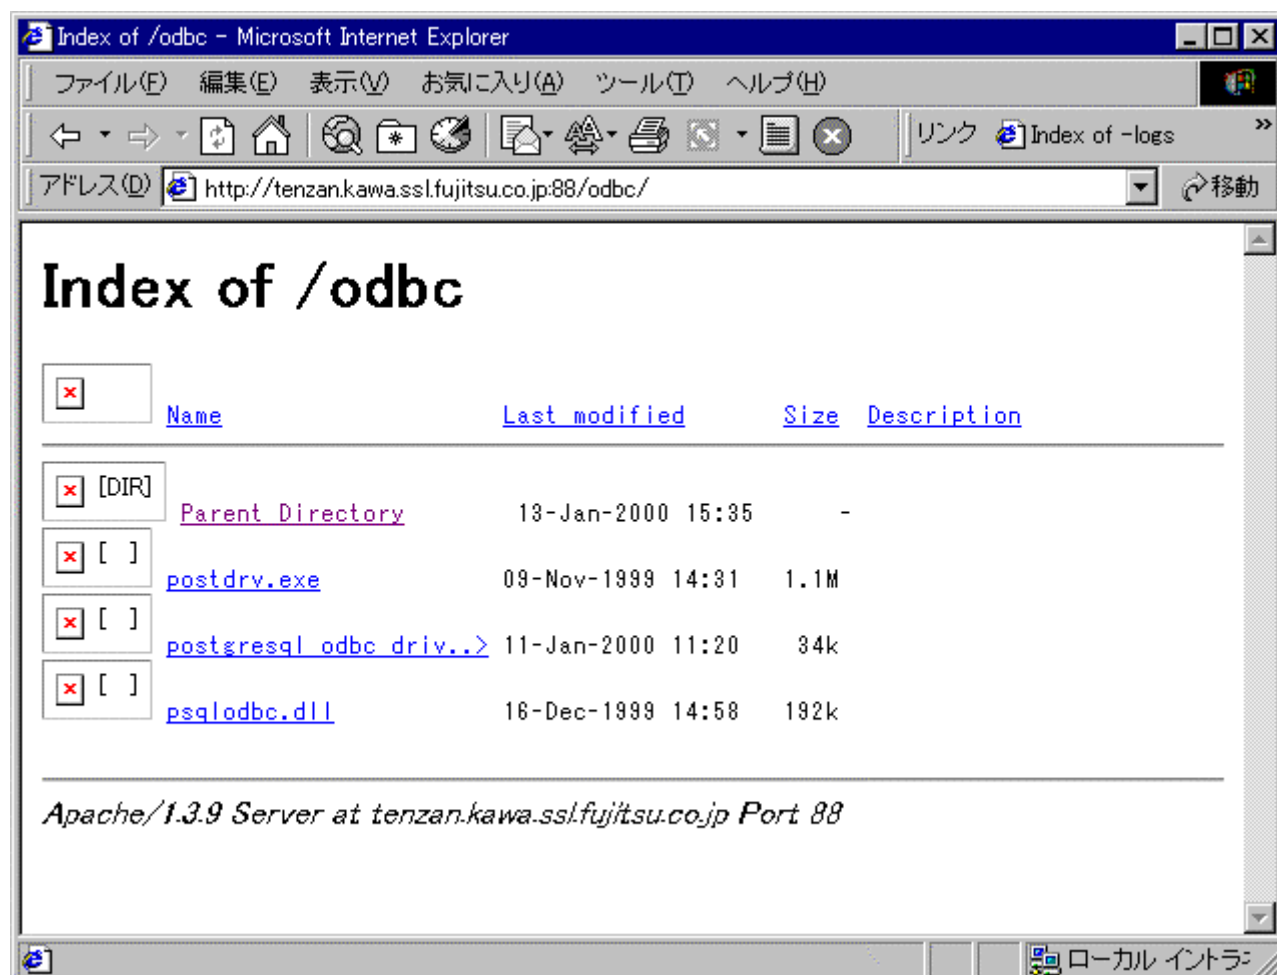 Index of /odbc - Microsoft Internet Explorer
ファイル(F) 編集(E) 表示(V) お気に入り(A) ツール(T) ヘルプ(H)
リンク Index of -logs »
アドレス(D) http://tenzan.kawa.ssl.fujitsu.co.jp:88/odbc/ 移動
Index of /odbc
Name Last modified Size Description
[DIR] Parent Directory 13-Jan-2000 15:35 -
[ ] postdrv.exe 09-Nov-1999 14:31 1.1M
[ ] postgresql_odbc_driv..> 11-Jan-2000 11:20 34k
[ ] psqlodbc.dll 16-Dec-1999 14:58 192k
Apache/1.3.9 Server at tenzan.kawa.ssl.fujitsu.co.jp Port 88
ローカル イントラ